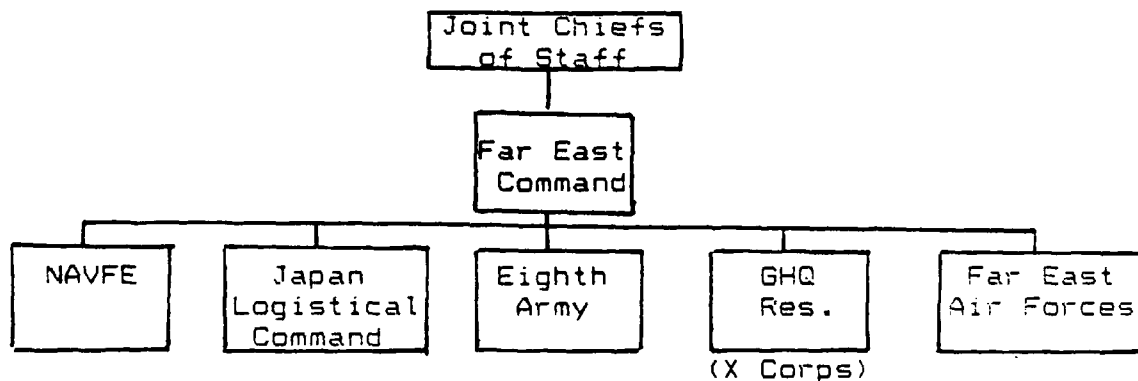 Joint Chiefs
of Staff
Far East
Command
NAVFE
Japan
Logistical
Command
Eighth
Army
GHQ
Res.
(X Corps)
Far East
Air Forces